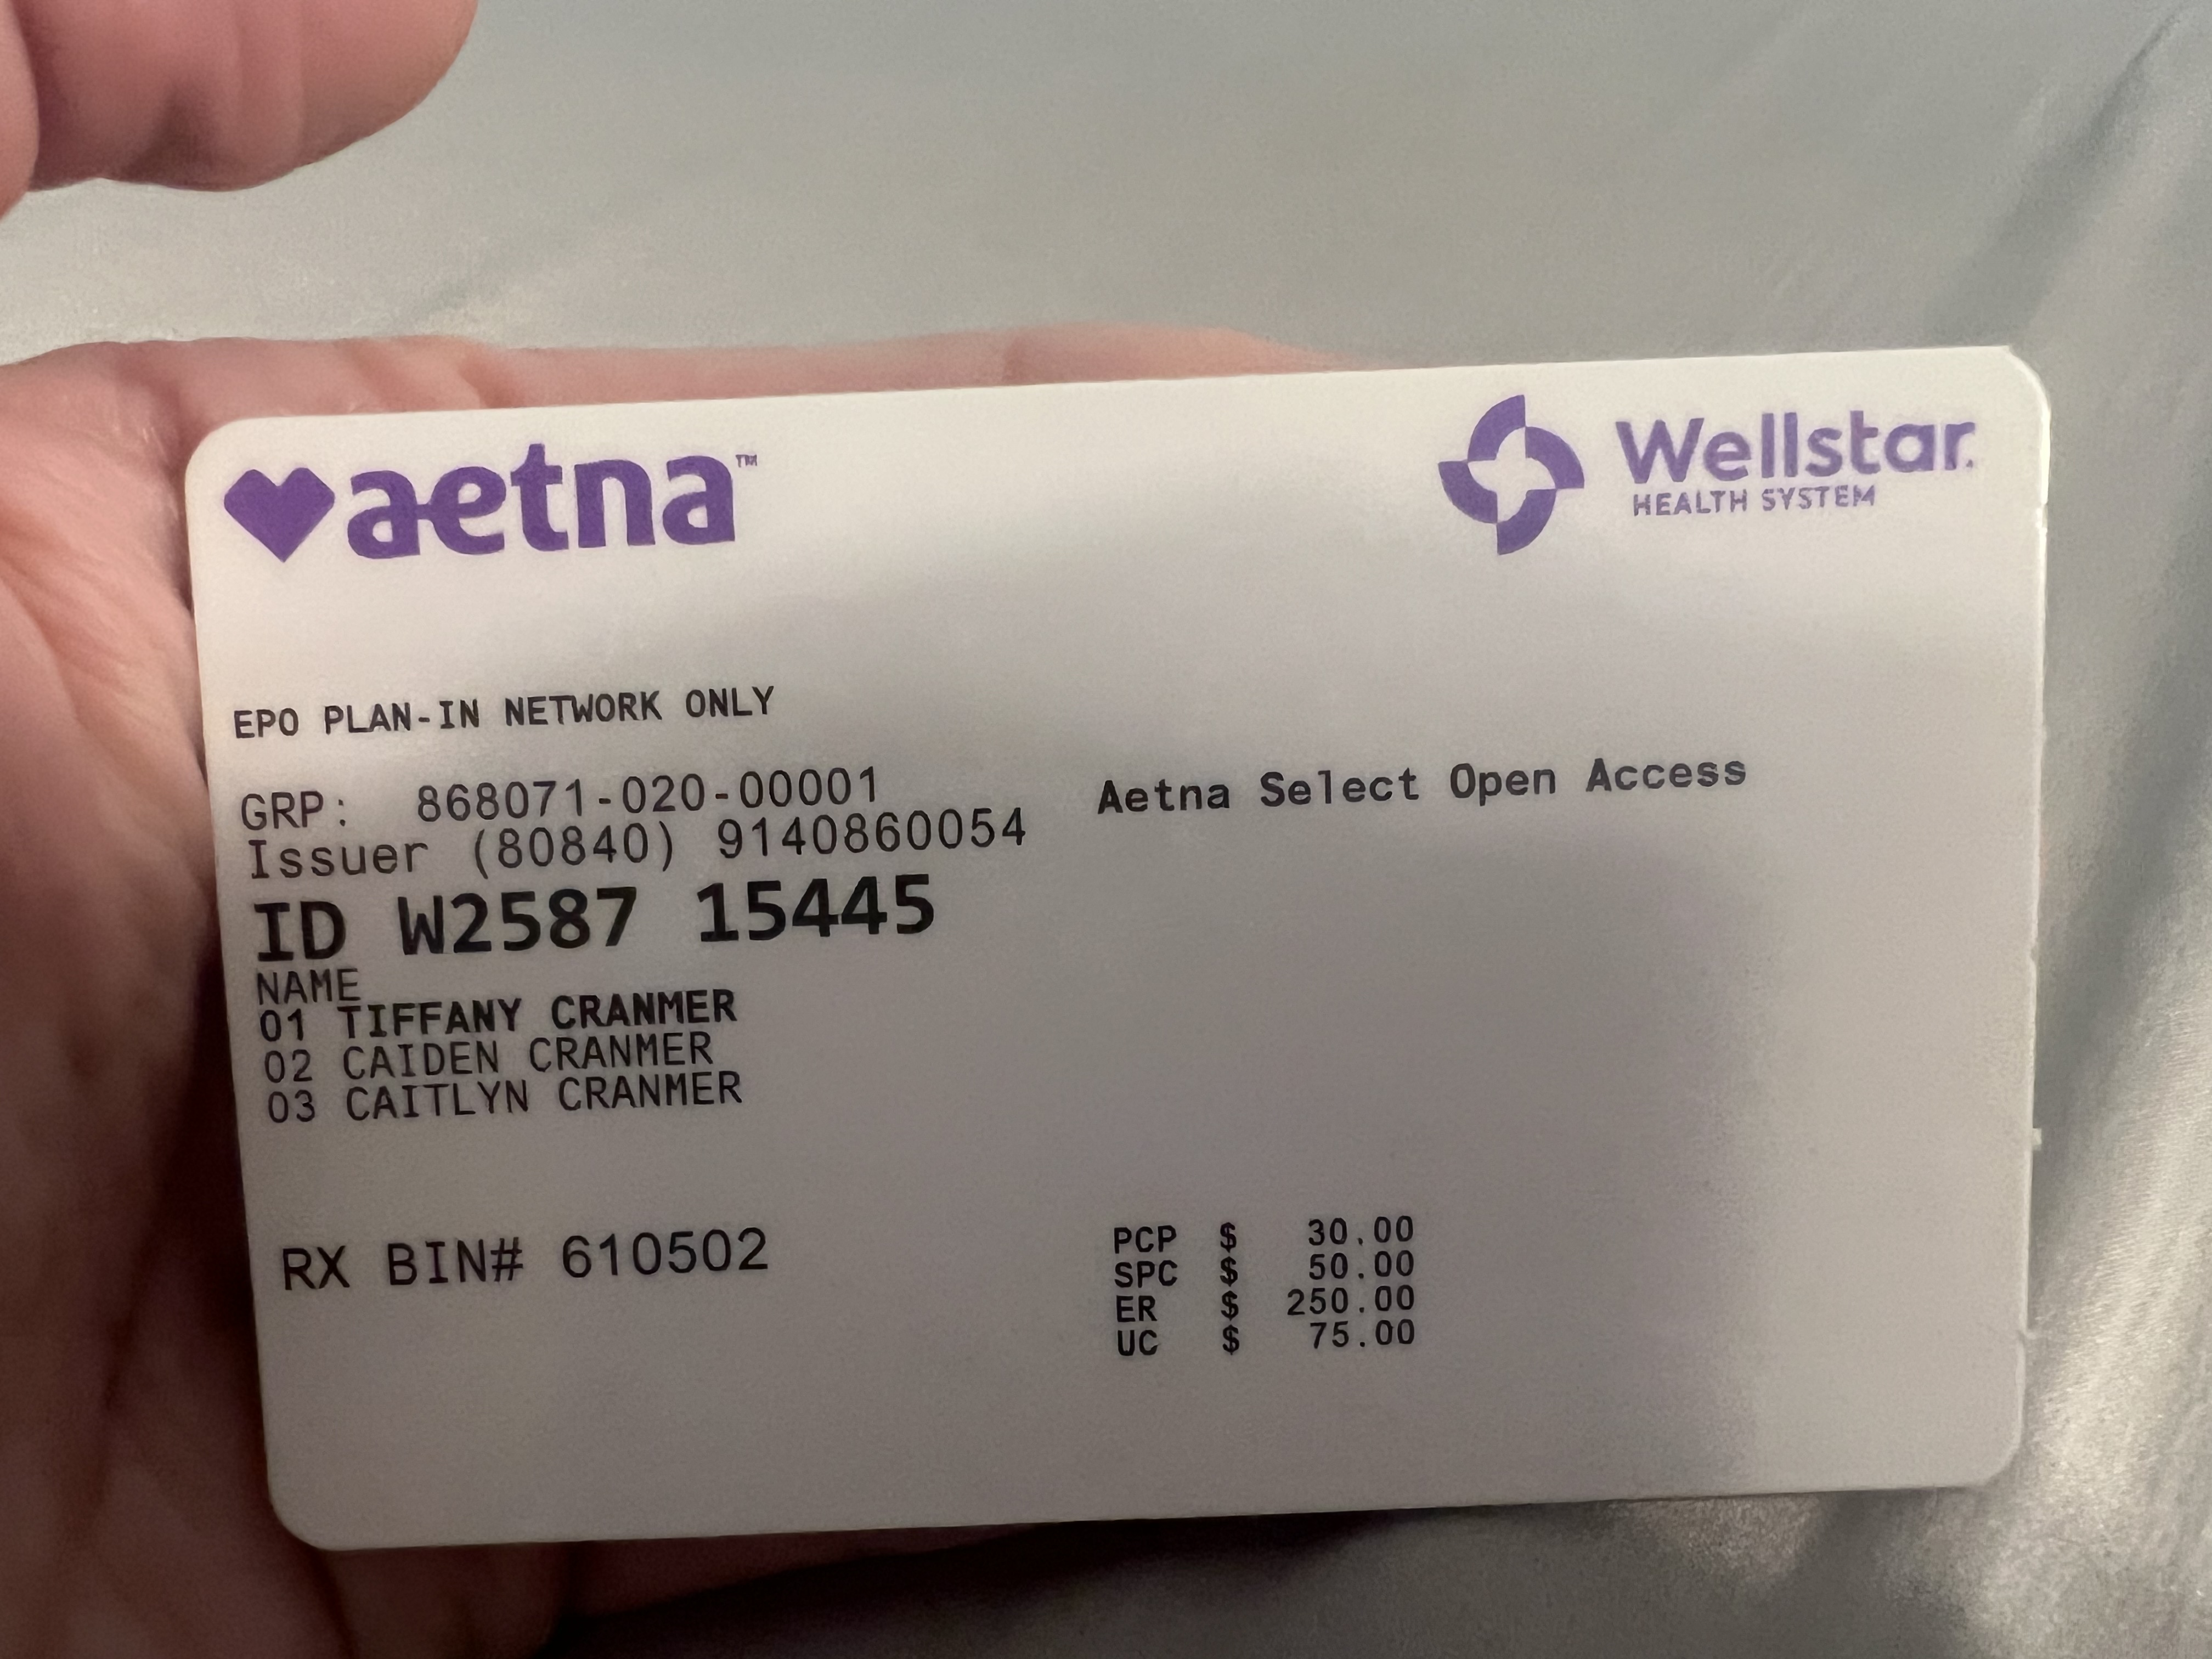 aetna™
Wellstar
HEALTH SYSTEM
EPO PLAN-IN NETWORK ONLY
GRP: 868071-020-00001
Aetna Select Open Access
Issuer (80840) 9140860054
ID W2587 15445
NAME
01 TIFFANY CRANMER
02 CAIDEN CRANMER
03 CAITLYN CRANMER
RX BIN# 610502
PCP $ 30.00
SPC $ 50.00
ER $ 250.00
UC $ 75.00